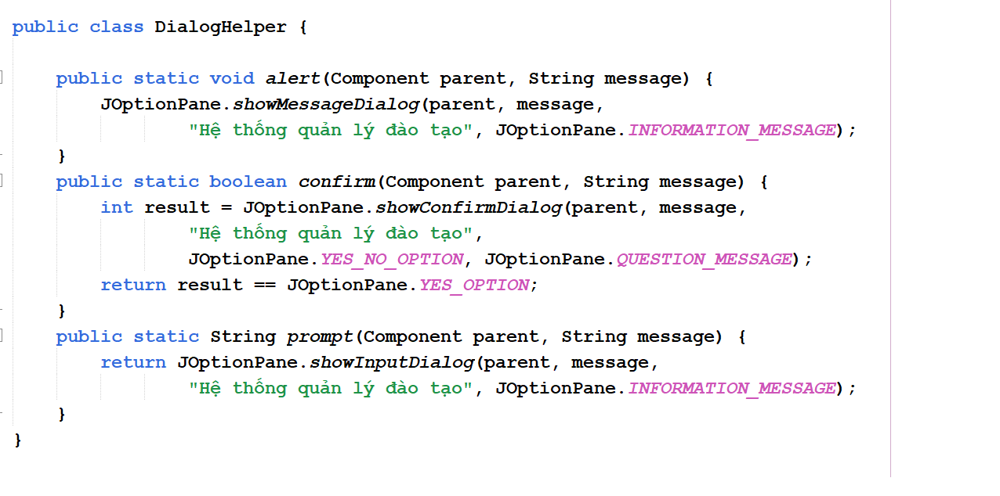 public class DialogHelper {
public static void alert(Component parent, String message) {
JOptionPane.showMessageDialog(parent, message,
"Hệ thống quản lý đào tạo", JOptionPane.INFORMATION_MESSAGE);
}
public static boolean confirm(Component parent, String message) {
int result = JOptionPane.showConfirmDialog(parent, message,
"Hệ thống quản lý đào tạo",
JOptionPane.YES_NO_OPTION, JOptionPane.QUESTION_MESSAGE);
return result == JOptionPane.YES_OPTION;
}
public static String prompt(Component parent, String message) {
return JOptionPane.showInputDialog(parent, message,
"Hệ thống quản lý đào tạo", JOptionPane.INFORMATION_MESSAGE);
}
}